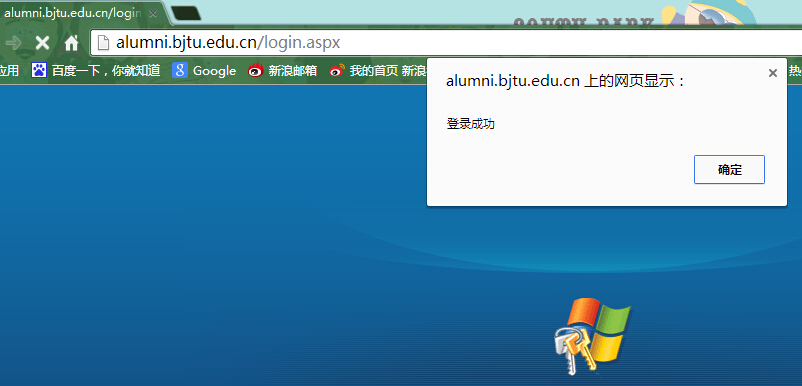 alumni.bjtu.edu.cn/login
SOUTH PARK
alumni.bjtu.edu.cn/login.aspx
应用 百度一下，你就知道 Google 新浪邮箱 我的首页 新浪 热
alumni.bjtu.edu.cn 上的网页显示：
登录成功
确定